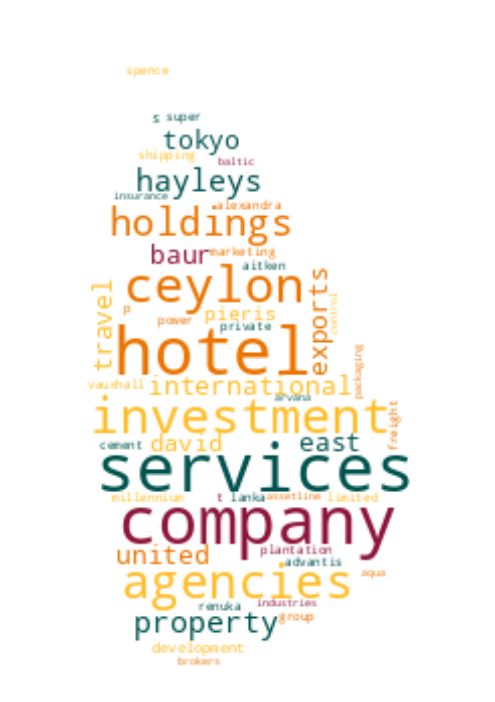 spence
s super
tokyo
shipping
baltic
hayleys
insurance
alexandra
holdings
baur
marketing
aitken
ceylon
travel
exports
control
p
pieris
power
private
hotel
packaging
vauxhall
international
arvana
investment
freight
cement
david
east
services
millennium
t
lanka
assetline
limited
company
united
plantation
advantis
agencies
aqua
renuka
industries
property
group
development
brokers